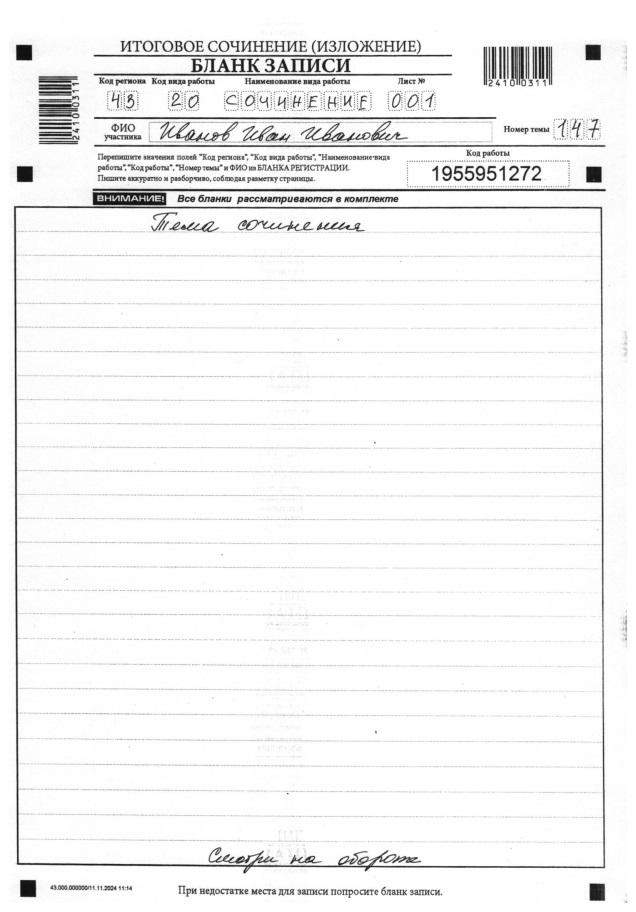 ИТОГОВОЕ СОЧИНЕНИЕ (ИЗЛОЖЕНИЕ)
БЛАНК ЗАПИСИ
2410031
2410031
Код региона Код вида работы Наименование вида работы Лист №
43 20 СОЧИНЕНИЕ 001
ФИО участника Иванов Иван Иванович Номер темы 147
Перепишите значения полей "Код региона", "Код вида работы", "Наименование вида
работы", "Код работы", "Номер темы" и ФИО из БЛАНКА РЕГИСТРАЦИИ.
Пишите аккуратно и разборчиво, соблюдая разметку страницы.
Код работы
1955951272
ВНИМАНИЕ! Все бланки рассматриваются в комплекте
Тема сочинения
Смотри на обороте
43.000.000000/11.11.2024 11:14
При недостатке места для записи попросите бланк записи.